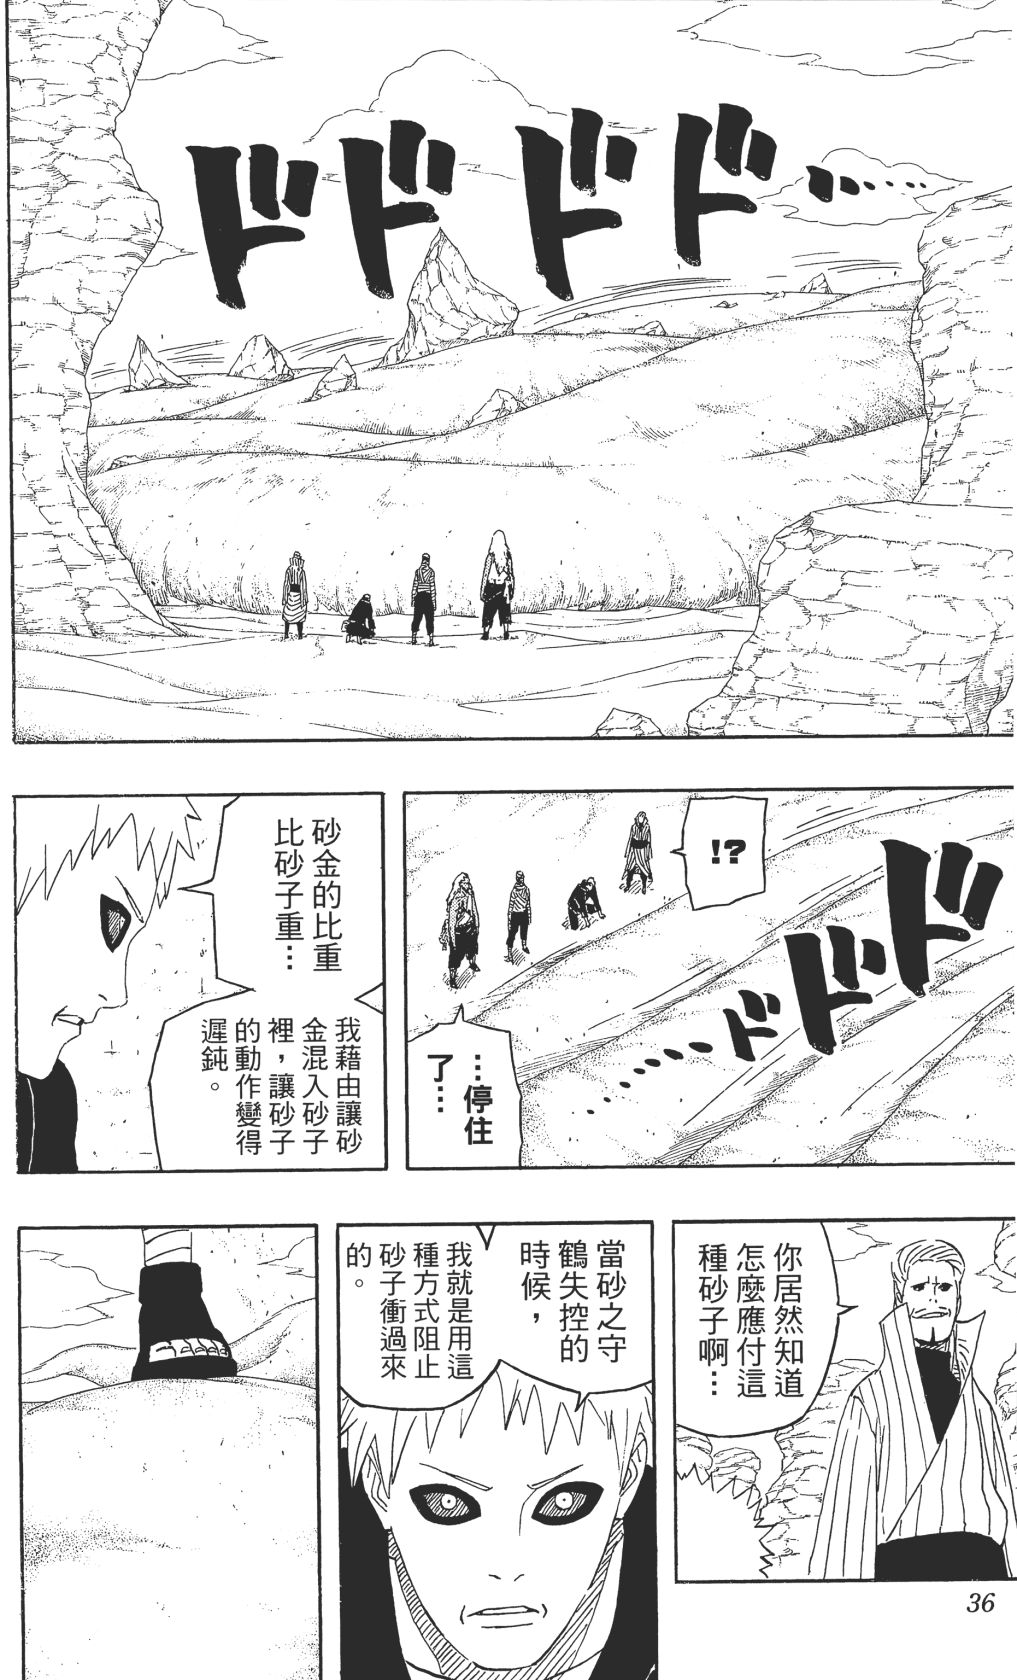 ドドドド……
!?
ドドド……
…停住
了…
砂金的比重
比砂子重…
我藉由讓砂
金混入砂子
裡，讓砂子
的動作變得
遲鈍。
你居然知道
怎麼應付這
種砂子啊…
當砂之守
鶴失控的
時候，
我就是用這
種方式阻止
砂子衝過來
的。
36